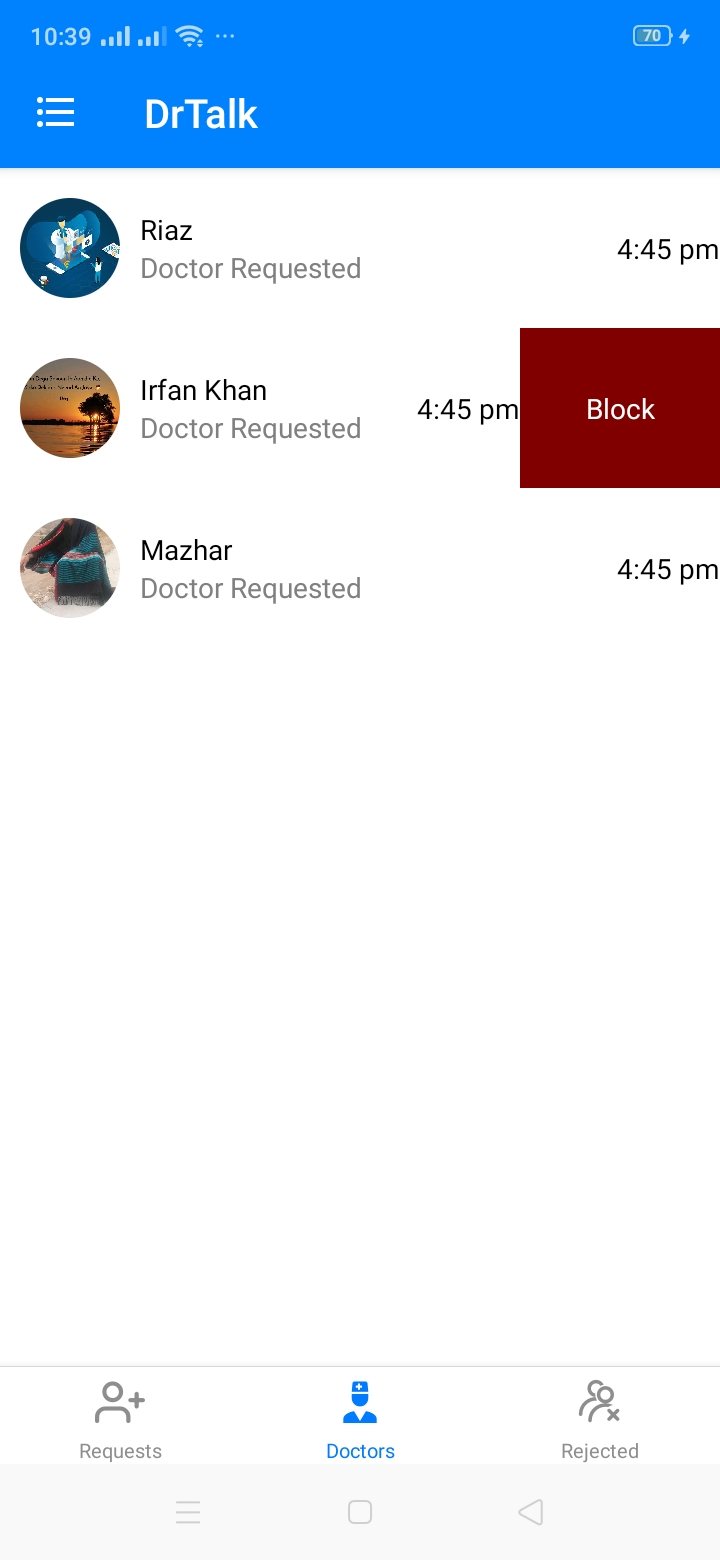 10:39
70
DrTalk
Riaz
Doctor Requested
4:45 pm
Irfan Khan
Doctor Requested
4:45 pm
Block
Mazhar
Doctor Requested
4:45 pm
Requests
Doctors
Rejected